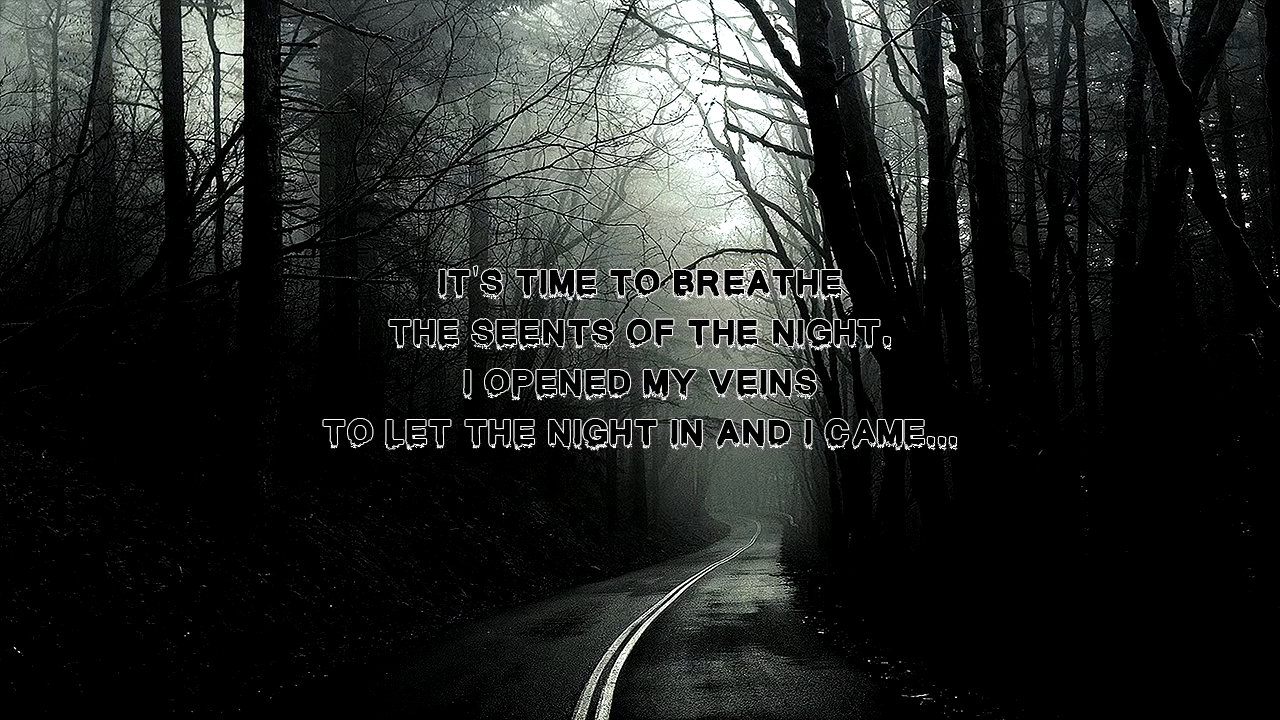 IT'S TIME TO BREATHE
THE SEENTS OF THE NIGHT,
I OPENED MY VEINS
TO LET THE NIGHT IN AND I CAME...